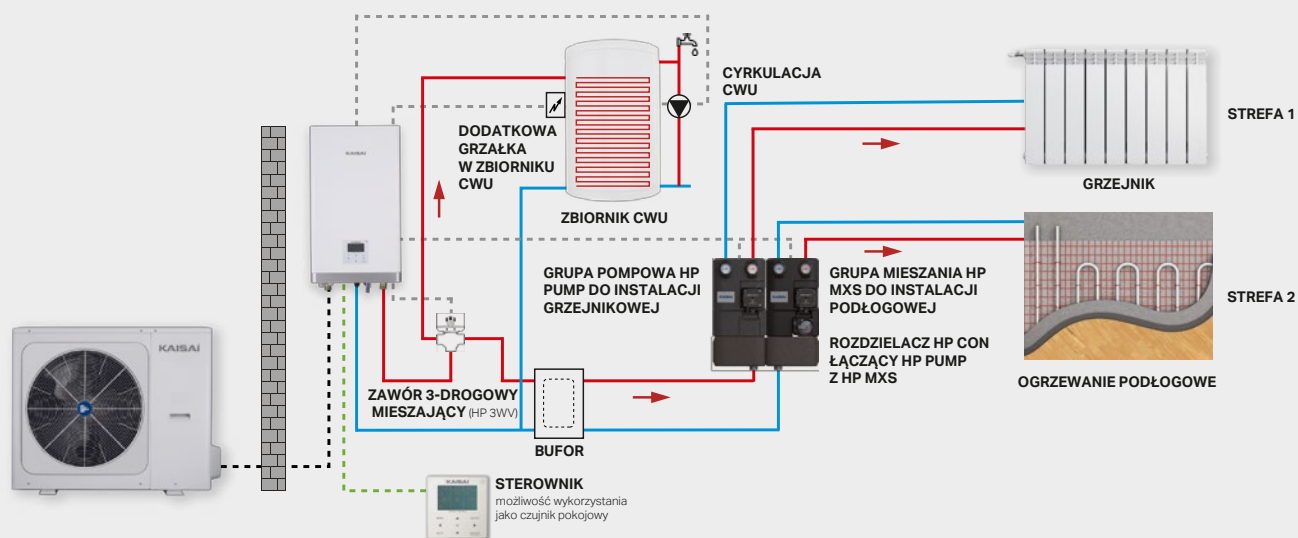 CYRKULACJA
CWU
STREFA 1
KAISAI
DODATKOWA
GRZAŁKA
W ZBIORNIKU
CWU
GRZEJNIK
ZBIORNIK CWU
GRUPA POMPOWA HP
PUMP DO INSTALACJI
GRZEJNIKOWEJ
GRUPA MIESZANIA HP
MXS DO INSTALACJI
PODŁOGOWEJ
STREFA 2
KAISAI
ROZDZIELACZ HP CON
ŁĄCZĄCY HP PUMP
Z HP MXS
OGRZEWANIE PODŁOGOWE
ZAWÓR 3-DROGOWY
MIESZAJĄCY (HP 3WV)
BUFOR
KAISAI
STEROWNIK
możliwość wykorzystania
jako czujnik pokojowy